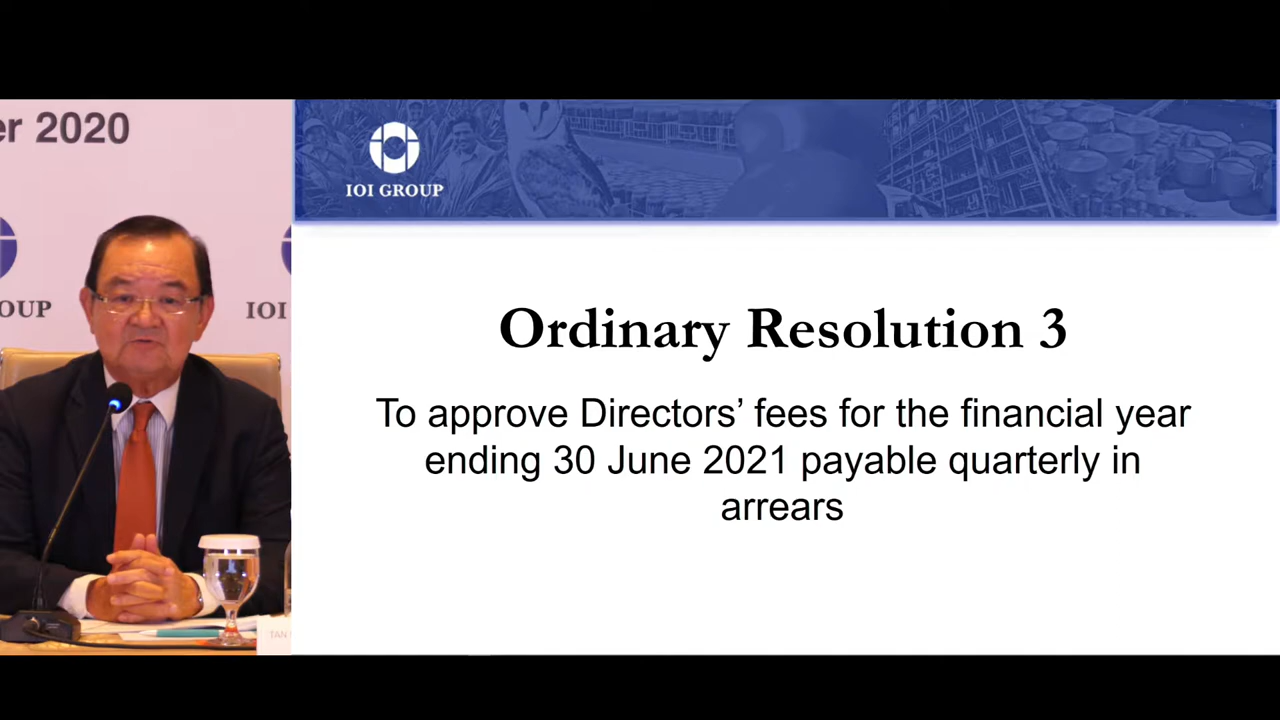 er 2020
OUP
IOI
TAN
IOI GROUP
Ordinary Resolution 3
To approve Directors’ fees for the financial year
ending 30 June 2021 payable quarterly in
arrears